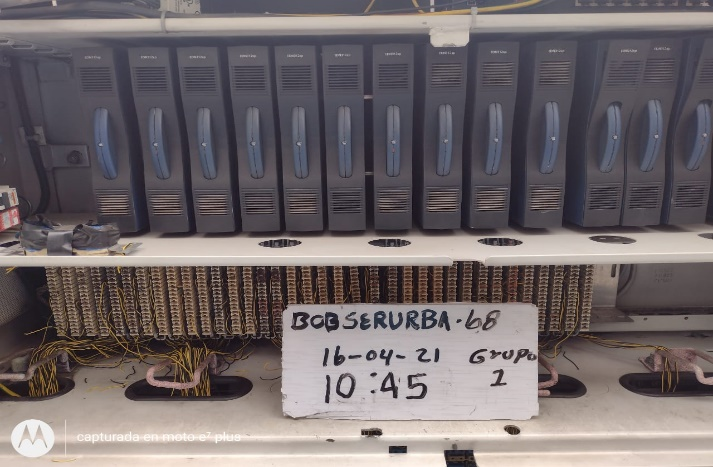 BOBSERURBA-68
16-04-21 Grupo
10:45 1
capturada en moto e⁷ plus